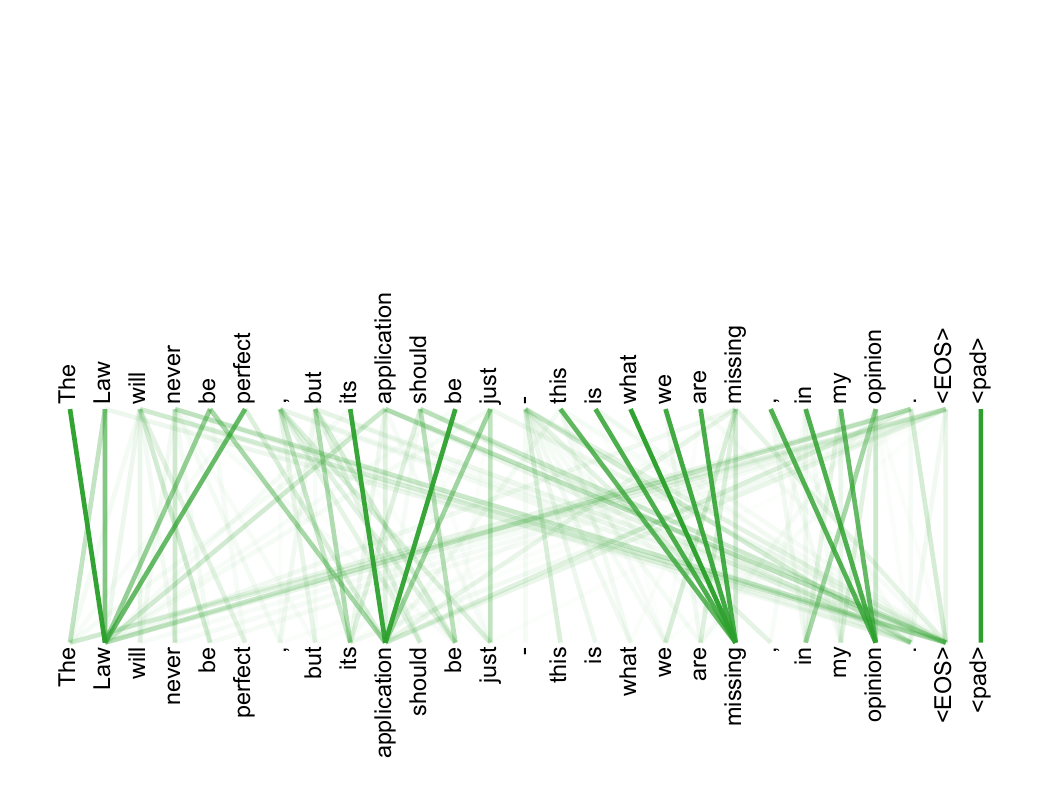 The Law will never be perfect , but its application should be just - this is what we are missing , in my opinion . <EOS> <pad>
The Law will never be perfect , but its application should be just - this is what we are missing , in my opinion . <EOS> <pad>